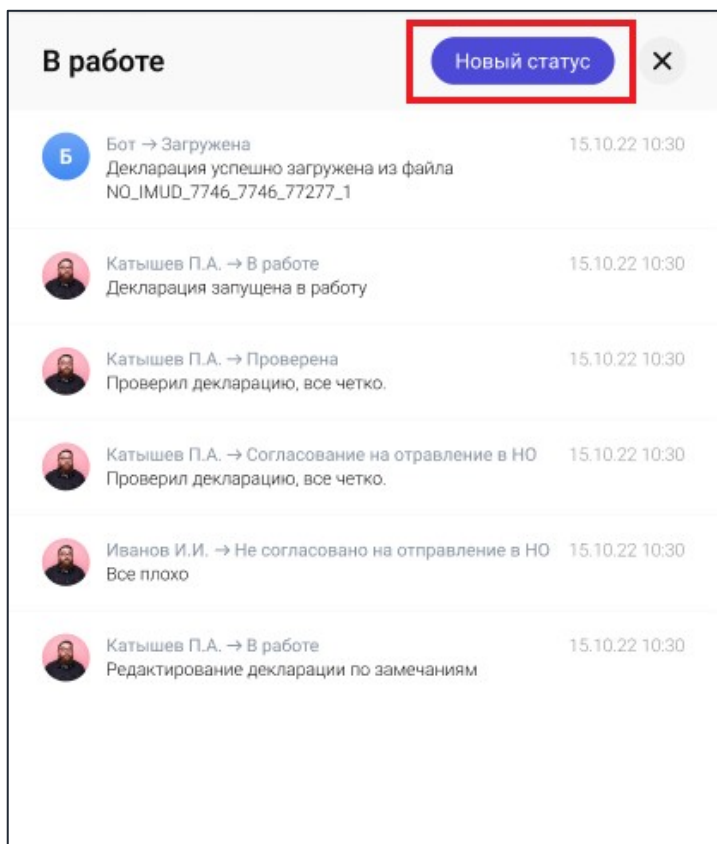 В работе
Новый статус
Б
Бот → Загружена
15.10.22 10:30
Декларация успешно загружена из файла
NO_IMUD_7746_7746_77277_1
Катышев П.А. → В работе
15.10.22 10:30
Декларация запущена в работу
Катышев П.А. → Проверена
15.10.22 10:30
Проверил декларацию, все четко.
Катышев П.А. → Согласование на отравление в НО
15.10.22 10:30
Проверил декларацию, все четко.
Иванов И.И. → Не согласовано на отправление в НО
15.10.22 10:30
Все плохо
Катышев П.А. → В работе
15.10.22 10:30
Редактирование декларации по замечаниям